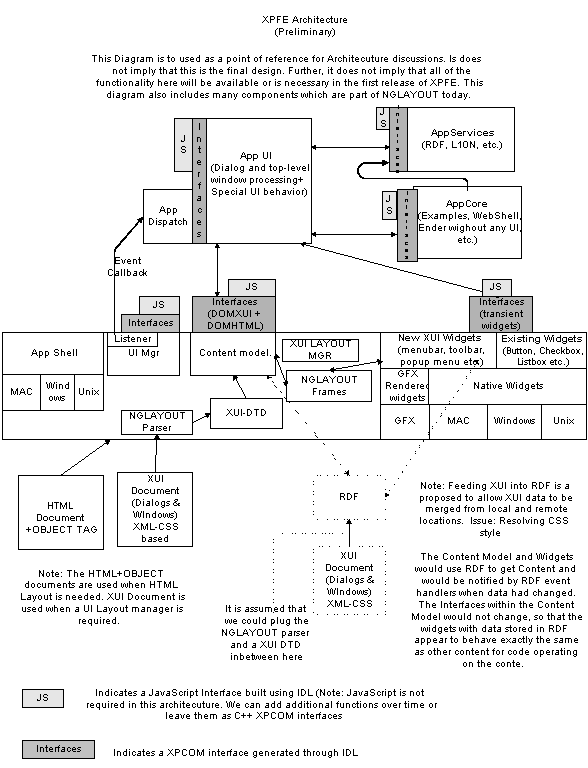 XPFE Architecture
(Preliminary)
This Diagram is to used as a point of reference for Architecuture discussions. Is does
not imply that this is the final design. Further, it does not imply that all of the
functionality here will be available or is necessary in the first release of XPFE. This
diagram also includes many components which are part of NGLAYOUT today.
JS
Interfaces
App UI
(Dialog and top-level
window processing+
Special UI behavior)
App
Dispatch
JS
Interfaces
AppServices
(RDF, L10N, etc.)
JS
Interfaces
AppCore
(Examples, WebShell,
Ender wighout any UI,
etc.)
Event
Callback
JS
Interfaces
JS
Interfaces
(DOMXUI +
DOMHTML)
JS
Interfaces
(transient
widgets)
App Shell
MAC
Wind
ows
Unix
Listener
UI Mgr
Content model.
XUI LAYOUT
MGR
NGLAYOUT
Frames
New XUI Widgets
(menubar, toolbar,
popup menu etc.)
Existing Widgets
(Button, Checkbox,
Listbox etc.)
GFX
Rendered
widgets
Native Widgets
GFX
MAC
Windows
Unix
NGLAYOUT
Parser
XUI-DTD
HTML
Document
+OBJECT TAG
XUI
Document
(Dialogs &
Windows)
XML-CSS
based
RDF
XUI
Document
(Dialogs &
Windows)
XML-CSS
Note: Feeding XUI into RDF is a
proposed to allow XUI data to be
merged from local and remote
locations. Issue: Resolving CSS
style
Note: The HTML+OBJECT
documents are used when HTML
Layout is needed. XUI Document is
used when a UI Layout manager is
required.
It is assumed that
we could plug the
NGLAYOUT parser
and a XUI DTD
inbetween here
The Content Model and Widgets
would use RDF to get Content and
would be notified by RDF event
handlers when data had changed.
The Interfaces within the Content
Model would not change, so that the
widgets with data stored in RDF
appear to behave exactly the same
as other content for code operating
on the conte.
JS
Indicates a JavaScript Interface built using IDL (Note: JavaScript is not
required in this architecuture. We can add additional functions over time or
leave them as C++ XPCOM interfaces
Interfaces
Indicates a XPCOM interface generated through IDL